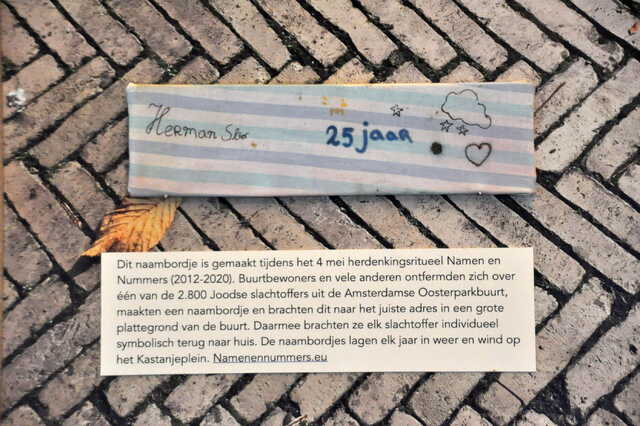 Herman Slor 25 jaar
Dit naambordje is gemaakt tijdens het 4 mei herdenkingsritueel Namen en
Nummers (2012-2020). Buurtbewoners en vele anderen ontfermden zich over
één van de 2.800 Joodse slachtoffers uit de Amsterdamse Oosterparkbuurt,
maakten een naambordje en brachten dit naar het juiste adres in een grote
plattegrond van de buurt. Daarmee brachten ze elk slachtoffer individueel
symbolisch terug naar huis. De naambordjes lagen elk jaar in weer en wind op
het Kastanjeplein. Namenennummers.eu